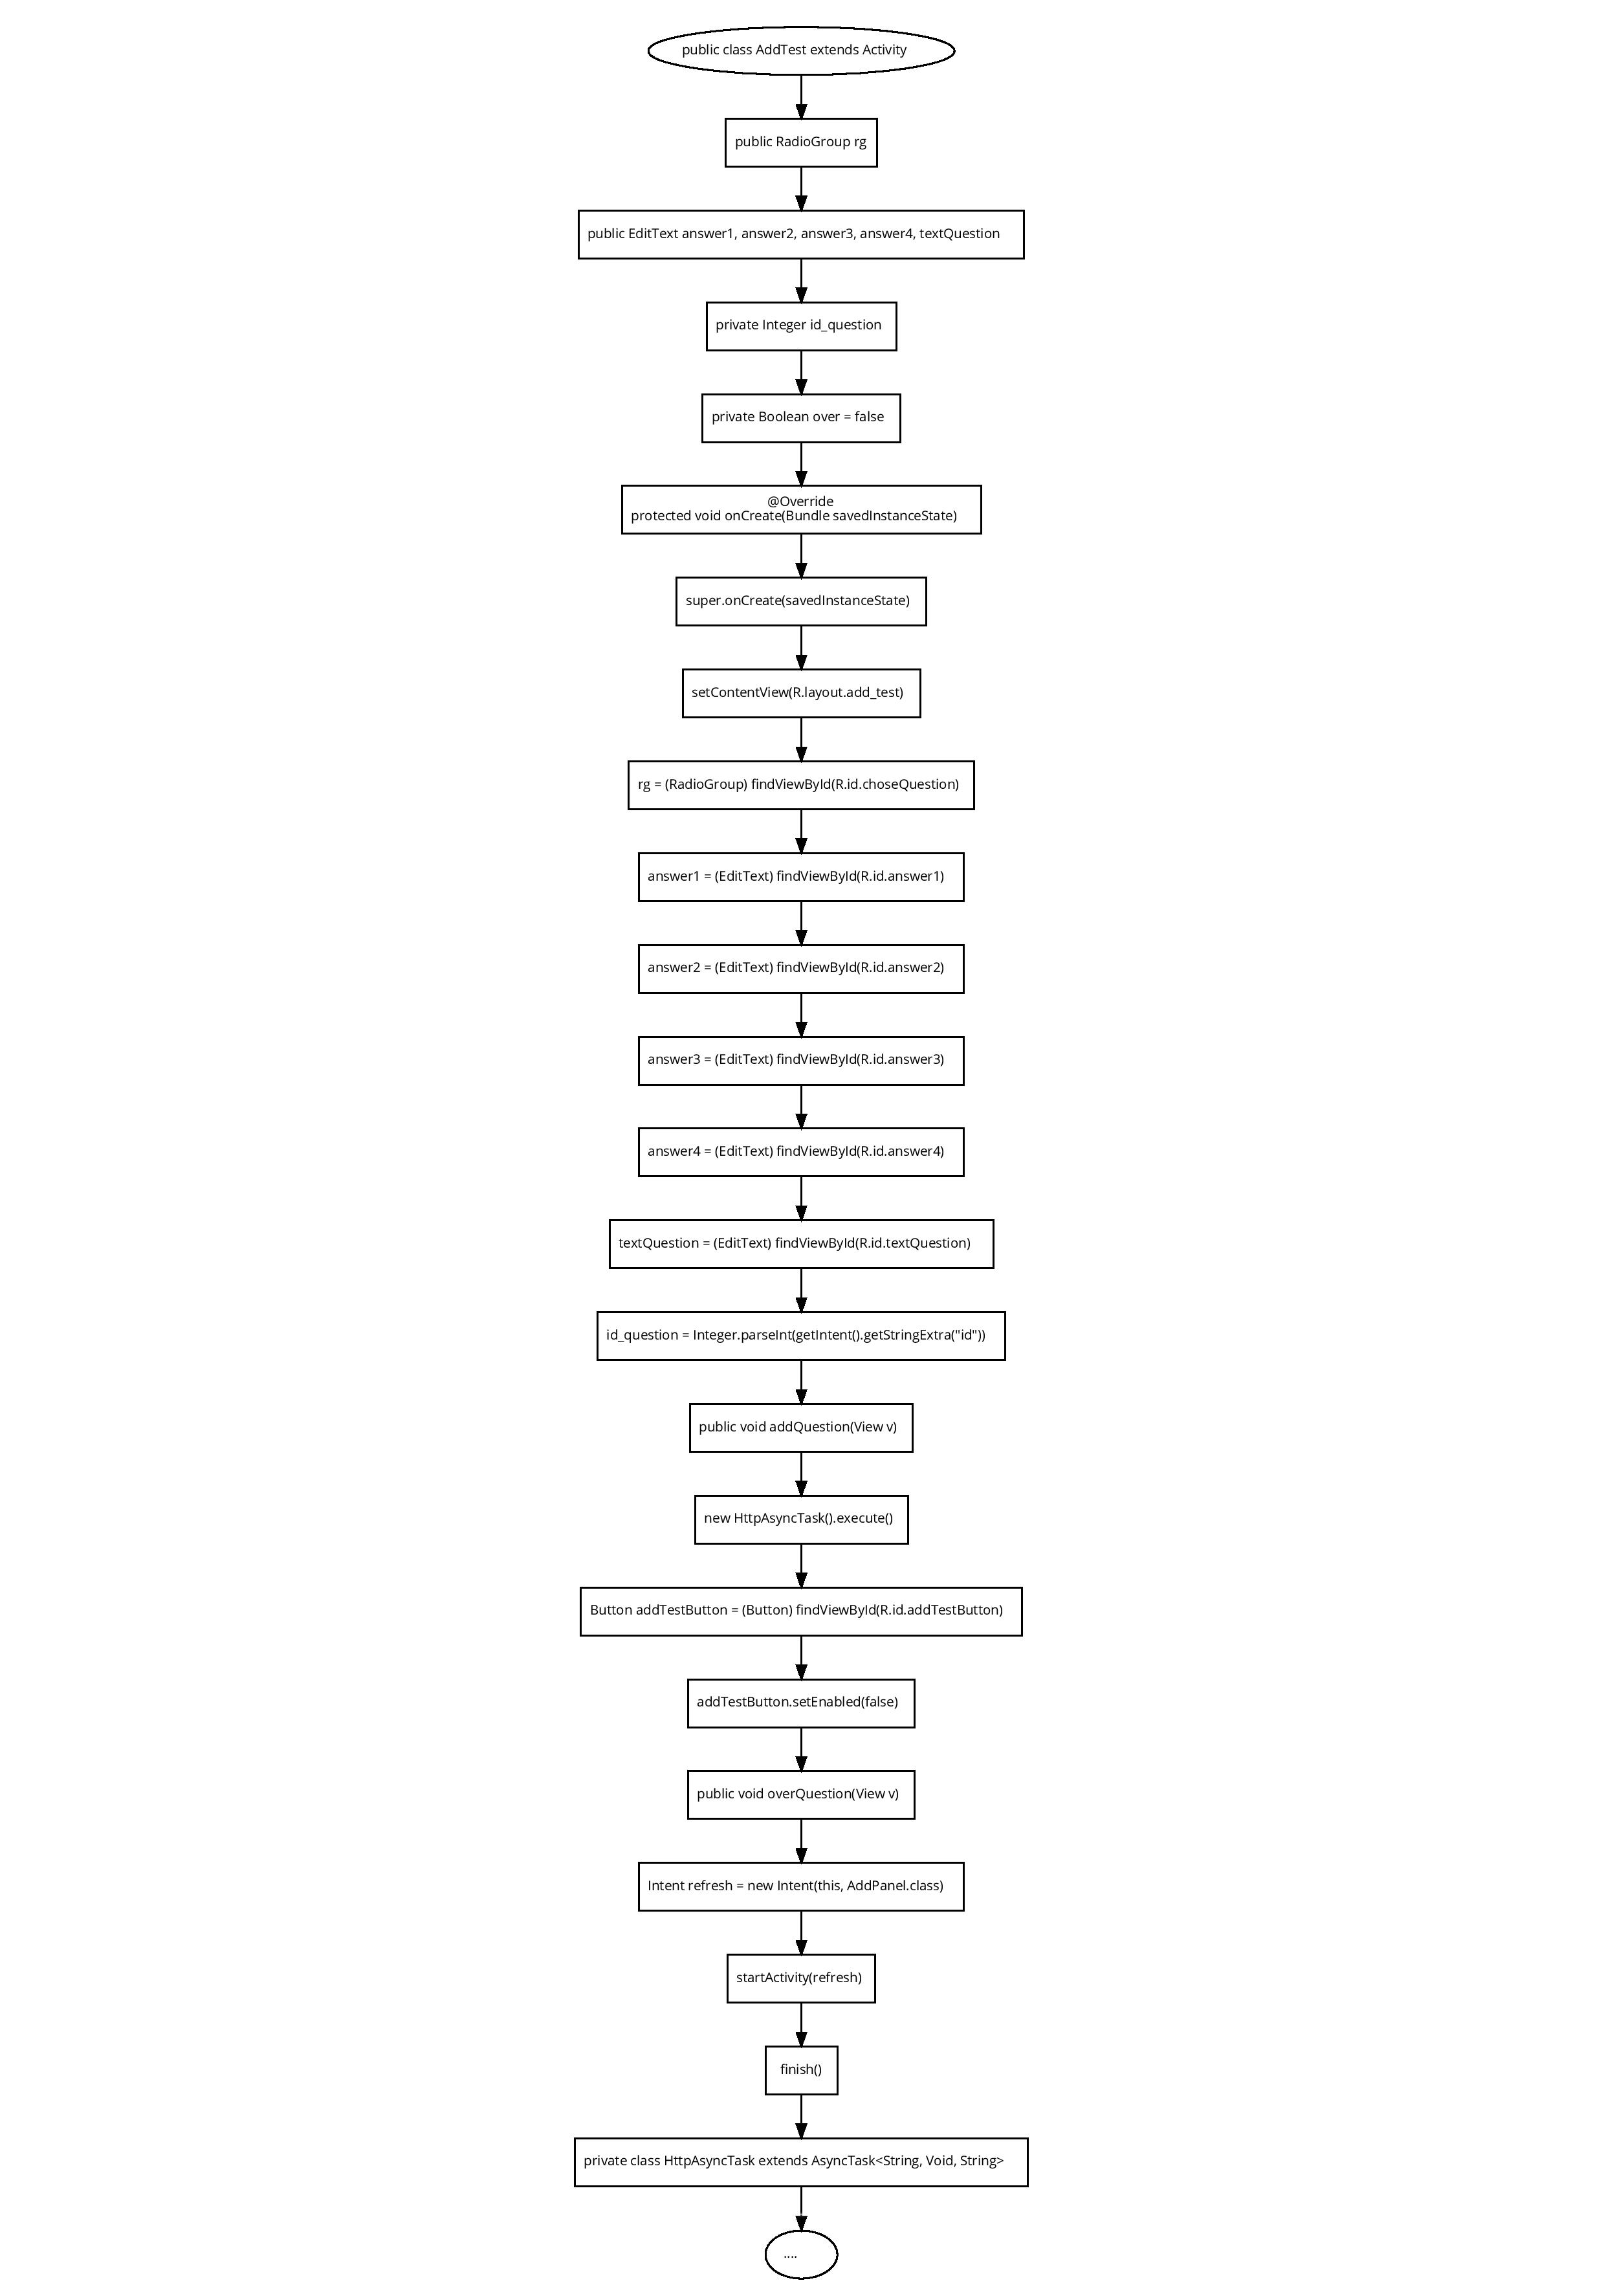 public class AddTest extends Activity
public RadioGroup rg
public EditText answer1, answer2, answer3, answer4, textQuestion
private Integer id_question
private Boolean over = false
@Override
protected void onCreate(Bundle savedInstanceState)
super.onCreate(savedInstanceState)
setContentView(R.layout.add_test)
rg = (RadioGroup) findViewById(R.id.choseQuestion)
answer1 = (EditText) findViewById(R.id.answer1)
answer2 = (EditText) findViewById(R.id.answer2)
answer3 = (EditText) findViewById(R.id.answer3)
answer4 = (EditText) findViewById(R.id.answer4)
textQuestion = (EditText) findViewById(R.id.textQuestion)
id_question = Integer.parseInt(getIntent().getStringExtra("id"))
public void addQuestion(View v)
new HttpAsyncTask().execute()
Button addTestButton = (Button) findViewById(R.id.addTestButton)
addTestButton.setEnabled(false)
public void overQuestion(View v)
Intent refresh = new Intent(this, AddPanel.class)
startActivity(refresh)
finish()
private class HttpAsyncTask extends AsyncTask<String, Void, String>
....